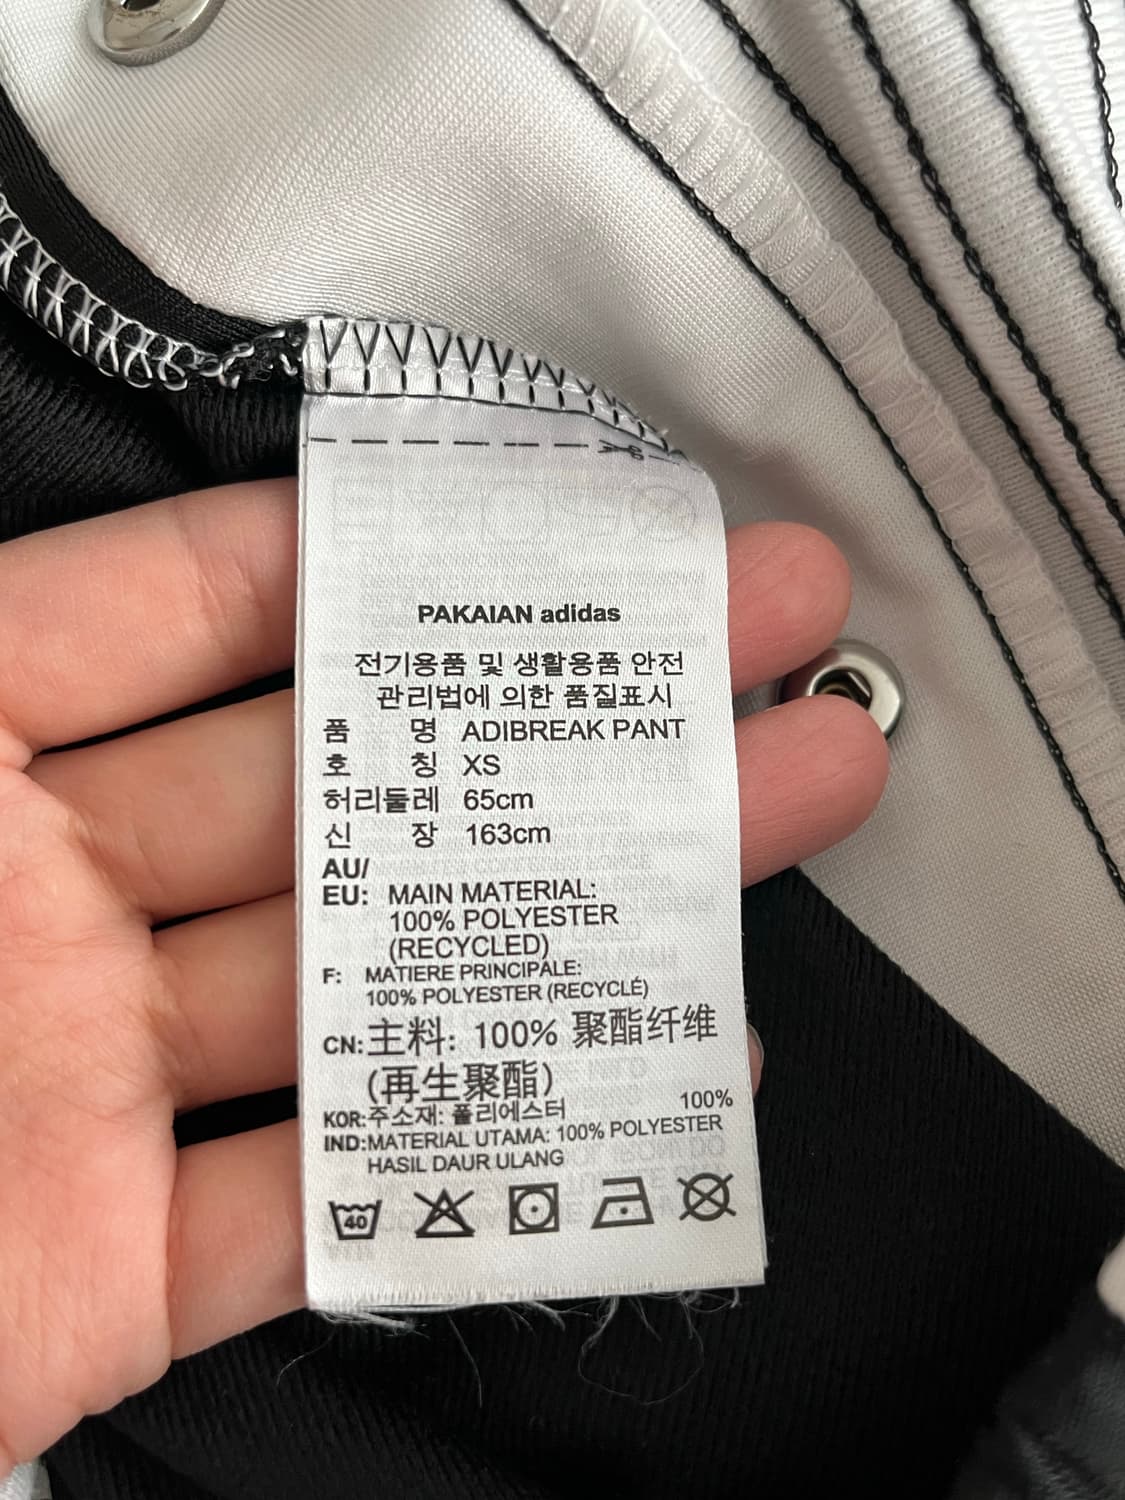 PAKAIAN adidas
전기용품 및 생활용품 안전
관리법에 의한 품질표시
품 명 ADIBREAK PANT
호 칭 XS
허리둘레 65cm
신 장 163cm
AU/
EU: MAIN MATERIAL:
100% POLYESTER
(RECYCLED)
F: MATIERE PRINCIPALE:
100% POLYESTER (RECYCLÉ)
CN:主料: 100% 聚酯纤维
(再生聚酯)
KOR:주소재: 폴리에스터 100%
IND:MATERIAL UTAMA: 100% POLYESTER
HASIL DAUR ULANG
40